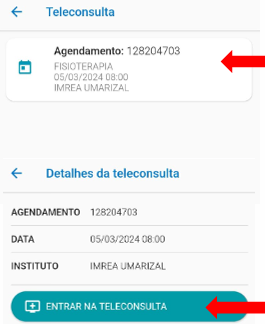 Teleconsulta
Agendamento: 128204703
FISIOTERAPIA
05/03/2024 08:00
IMREA UMARIZAL
Detalhes da teleconsulta
AGENDAMENTO 128204703
DATA 05/03/2024 08:00
INSTITUTO IMREA UMARIZAL
ENTRAR NA TELECONSULTA